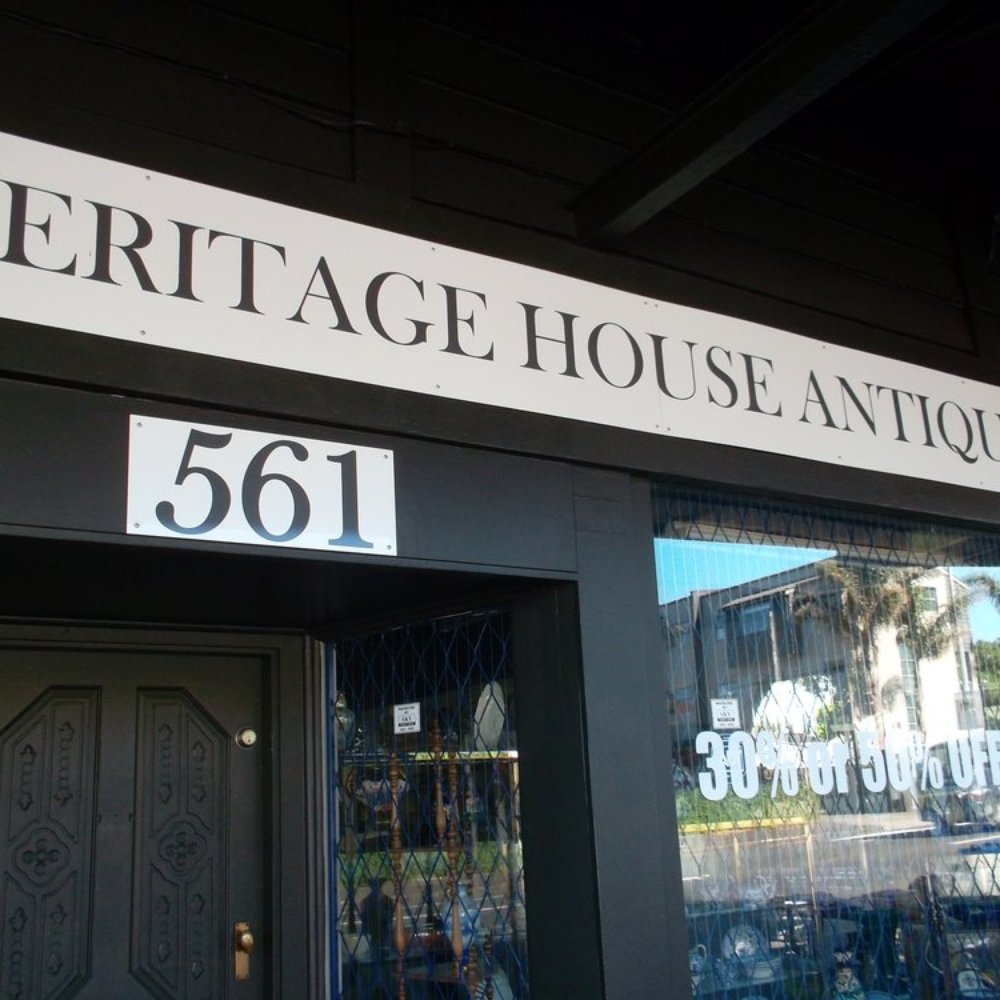 ERITAGE HOUSE ANTIQU
561
30% or 50% OFF